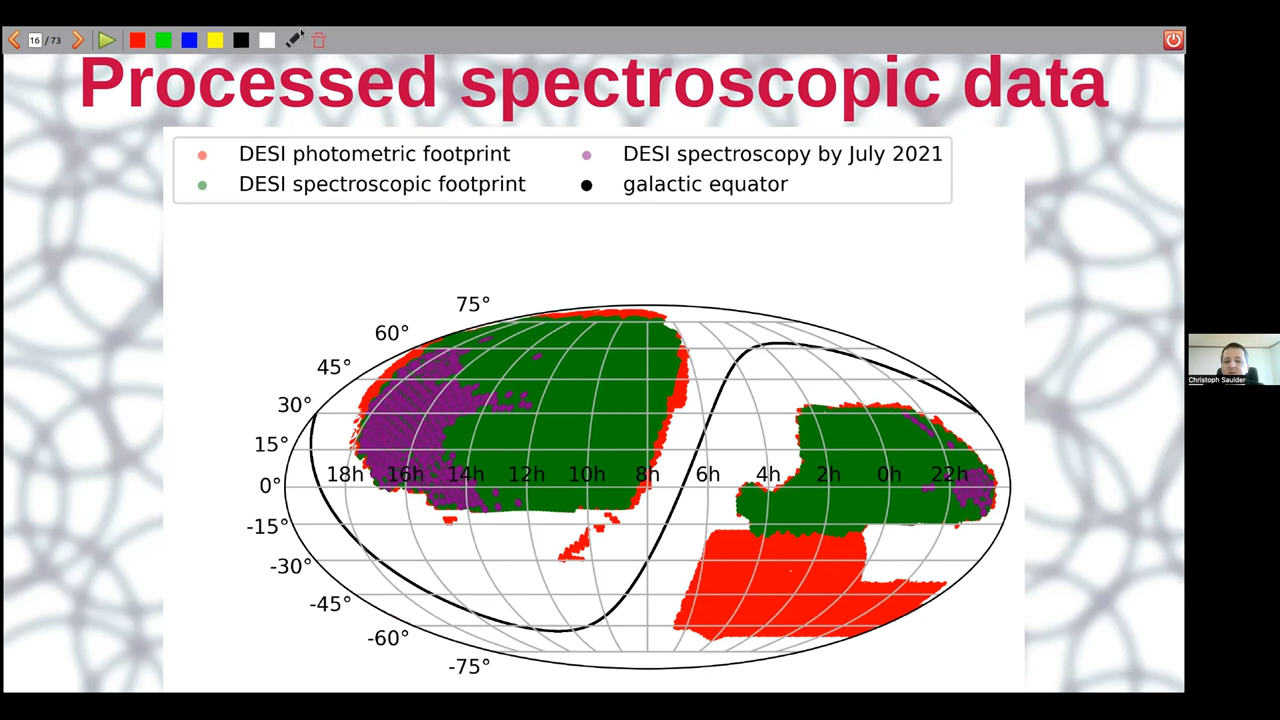 16 / 73
Processed spectroscopic data
DESI photometric footprint
DESI spectroscopy by July 2021
DESI spectroscopic footprint
galactic equator
75°
60°
45°
30°
15°
18h 16h 14h 12h 10h 8h 6h 4h 2h 0h 22h
0°
-15°
-30°
-45°
-60°
-75°
Christoph Saulder